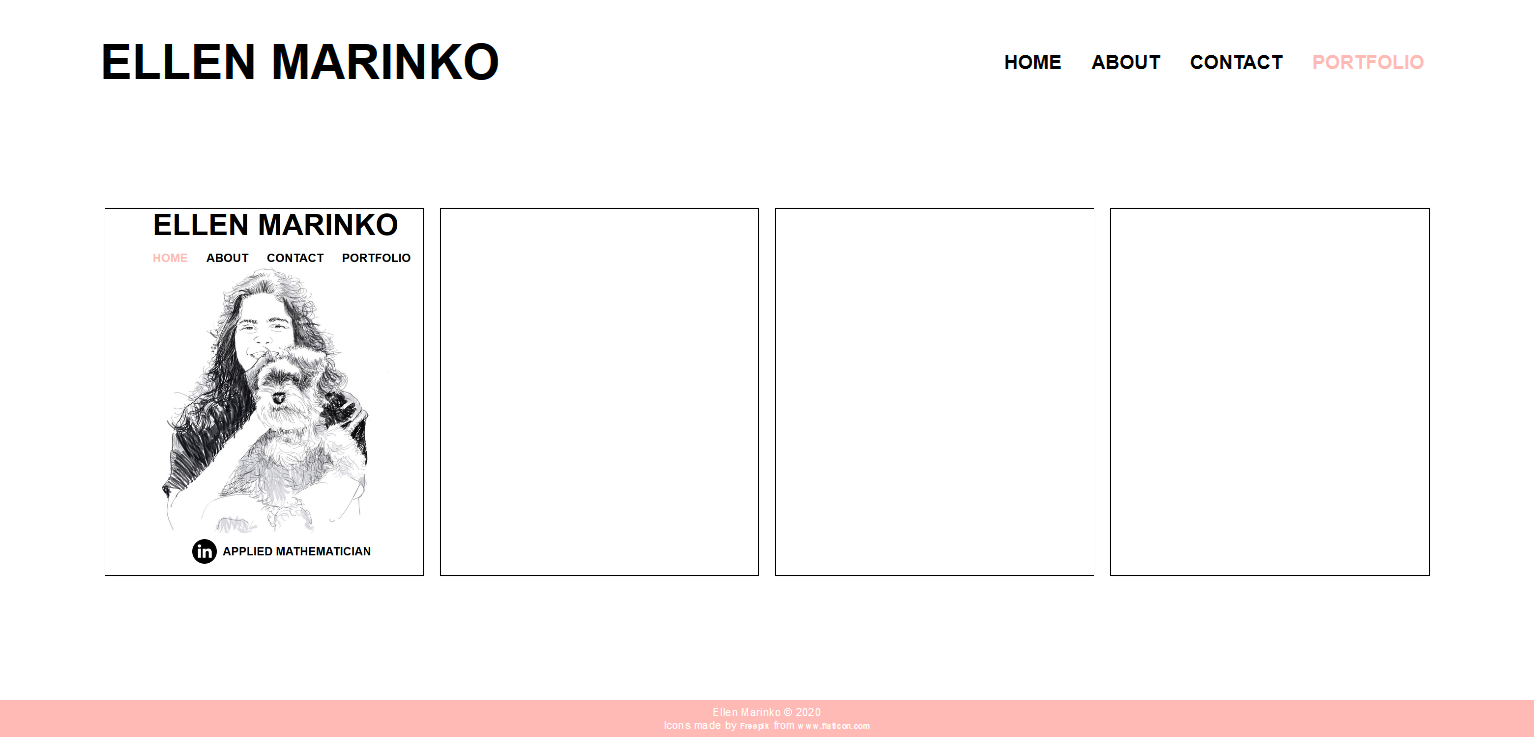 ELLEN MARINKO
HOME ABOUT CONTACT PORTFOLIO
ELLEN MARINKO
HOME ABOUT CONTACT PORTFOLIO
in APPLIED MATHEMATICIAN
Ellen Marinko © 2020
Icons made by Freepik from www.flaticon.com